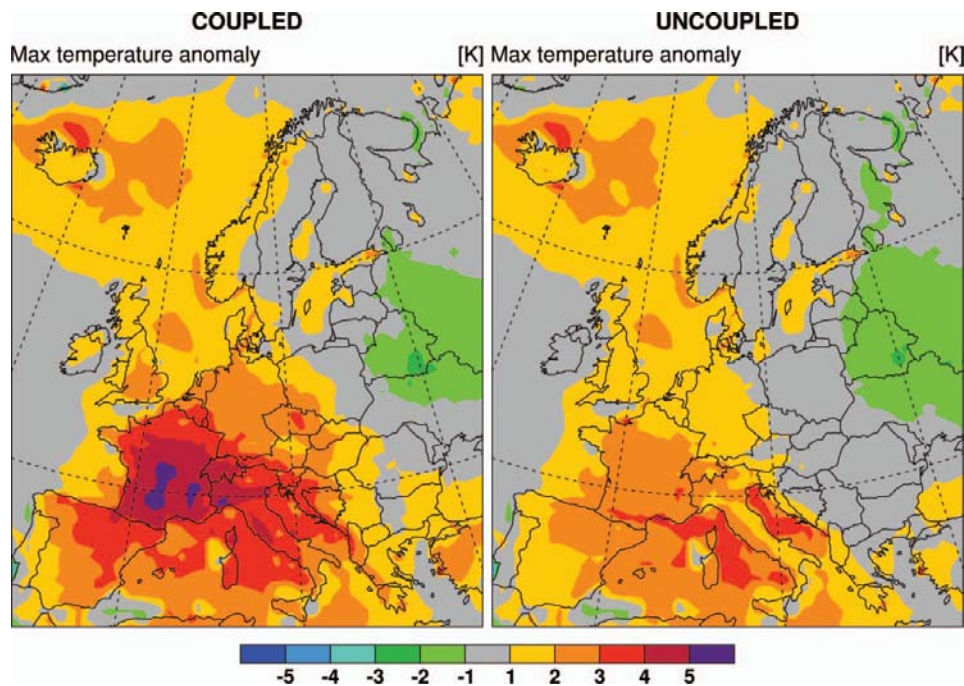 COUPLED
UNCOUPLED
Max temperature anomaly [K]
Max temperature anomaly [K]
-5 -4 -3 -2 -1 1 2 3 4 5